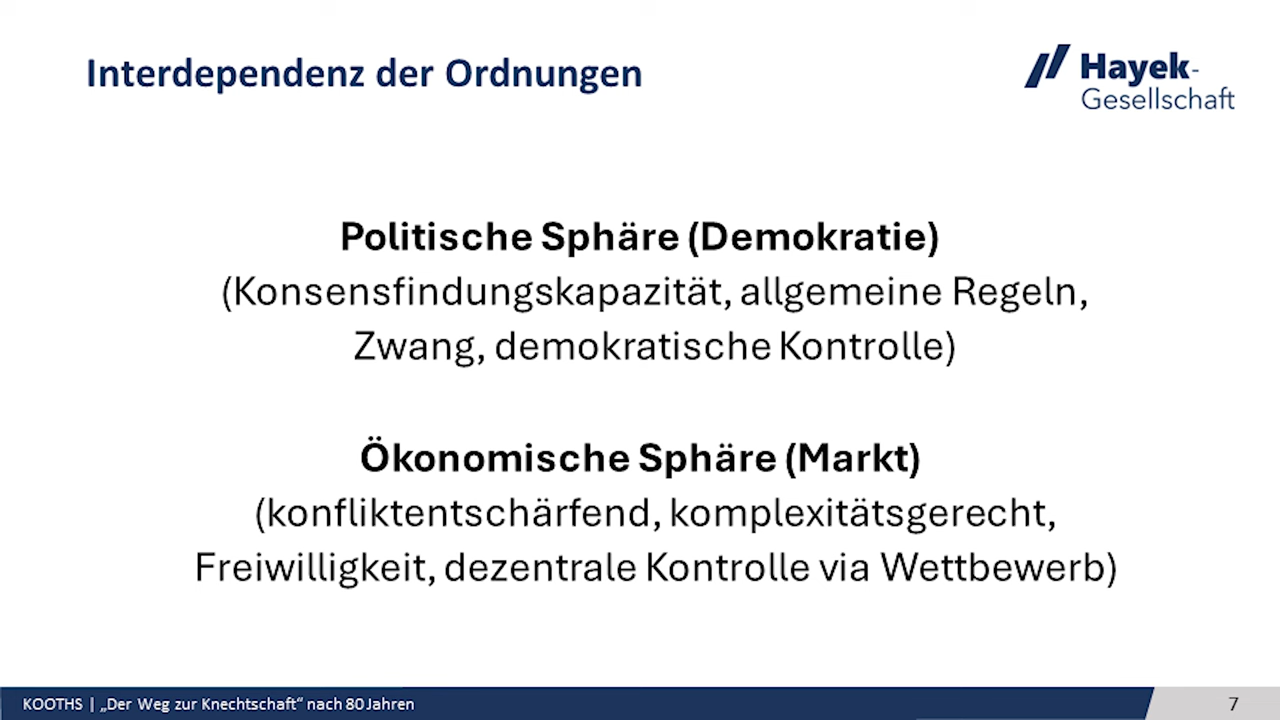 Interdependenz der Ordnungen
Hayek-
Gesellschaft
Politische Sphäre (Demokratie)
(Konsensfindungskapazität, allgemeine Regeln,
Zwang, demokratische Kontrolle)
Ökonomische Sphäre (Markt)
(konfliktentschärfend, komplexitätsgerecht,
Freiwilligkeit, dezentrale Kontrolle via Wettbewerb)
KOOTHS | „Der Weg zur Knechtschaft“ nach 80 Jahren
7